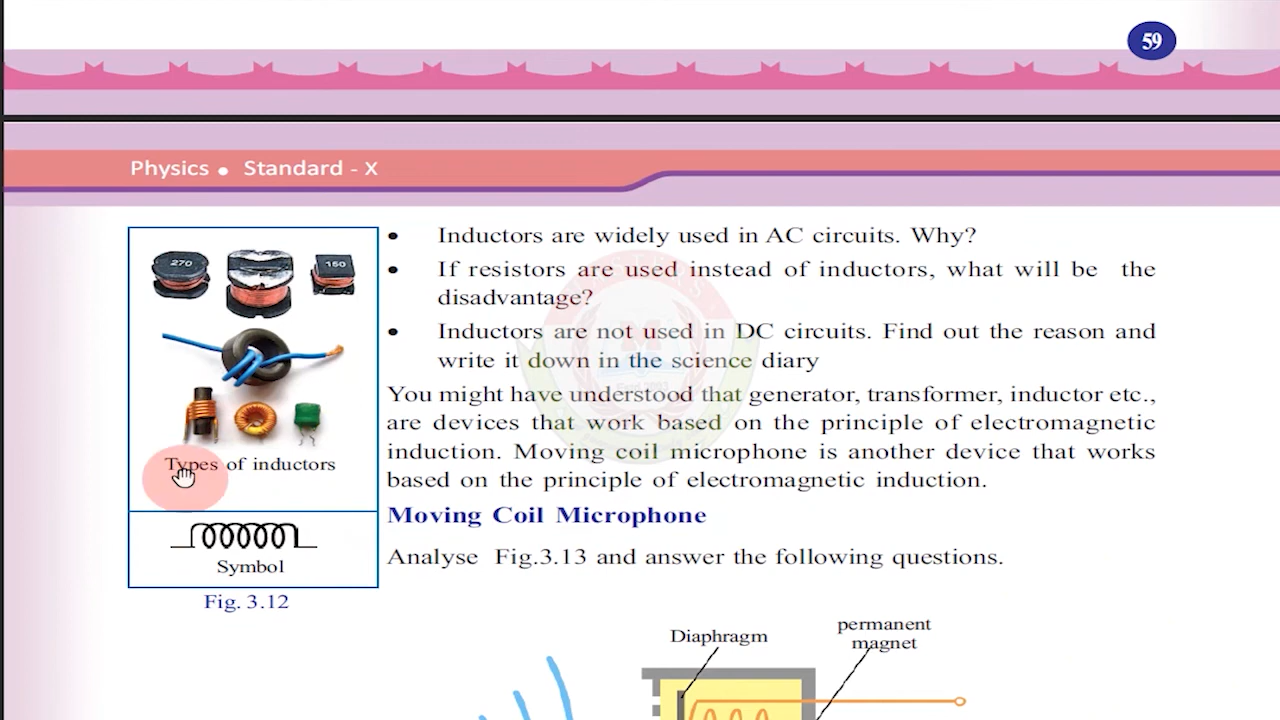 59
Physics • Standard - X
270
150
Types of inductors
Symbol
Fig. 3.12
• Inductors are widely used in AC circuits. Why?
• If resistors are used instead of inductors, what will be the
disadvantage?
• Inductors are not used in DC circuits. Find out the reason and
write it down in the science diary
You might have understood that generator, transformer, inductor etc.,
are devices that work based on the principle of electromagnetic
induction. Moving coil microphone is another device that works
based on the principle of electromagnetic induction.
Moving Coil Microphone
Analyse Fig.3.13 and answer the following questions.
Diaphragm
permanent
magnet